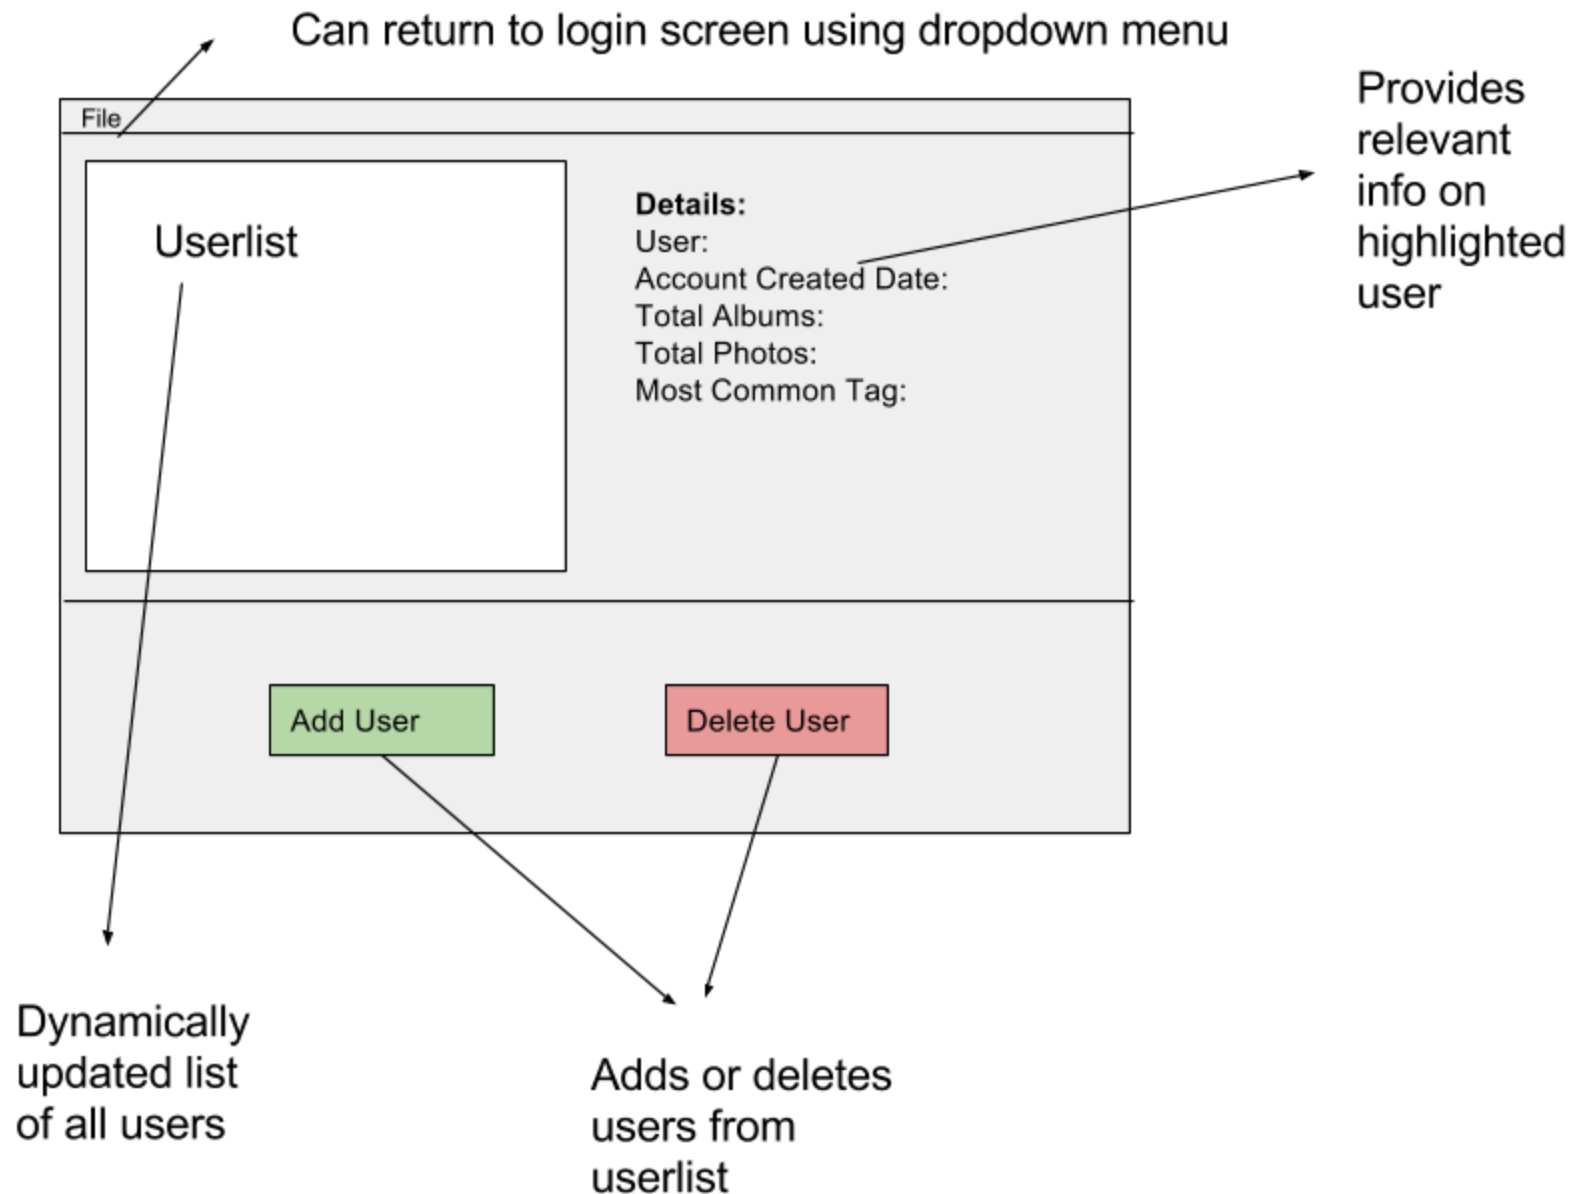 Can return to login screen using dropdown menu
File
Userlist
Details:
User:
Account Created Date:
Total Albums:
Total Photos:
Most Common Tag:
Provides
relevant
info on
highlighted
user
Add User
Delete User
Dynamically
updated list
of all users
Adds or deletes
users from
userlist